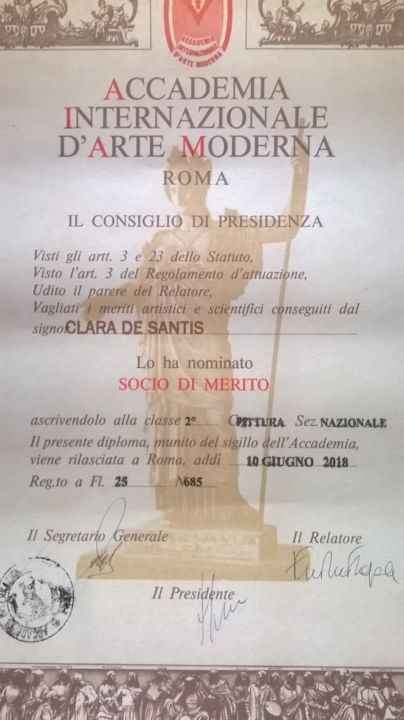 ACCADEMIA
INTERNAZIONALE
D'ARTE MODERNA
ACCADEMIA
INTERNAZIONALE
D'ARTE MODERNA
ROMA
IL CONSIGLIO DI PRESIDENZA
Visti gli artt. 3 e 23 dello Statuto,
Visto l'art. 3 del Regolamento d'attuazione,
Udito il parere del Relatore,
Vagliati i meriti artistici e scientifici conseguiti dal
signor CLARA DE SANTIS
Lo ha nominato
SOCIO DI MERITO
ascrivendolo alla classe 2° PITTURA Sez. NAZIONALE
Il presente diploma, munito del sigillo dell'Accademia,
viene rilasciata a Roma, addì 10 GIUGNO 2018
Reg.to a Fl. 25 N 685
Il Segretario Generale Il Relatore
Il Presidente